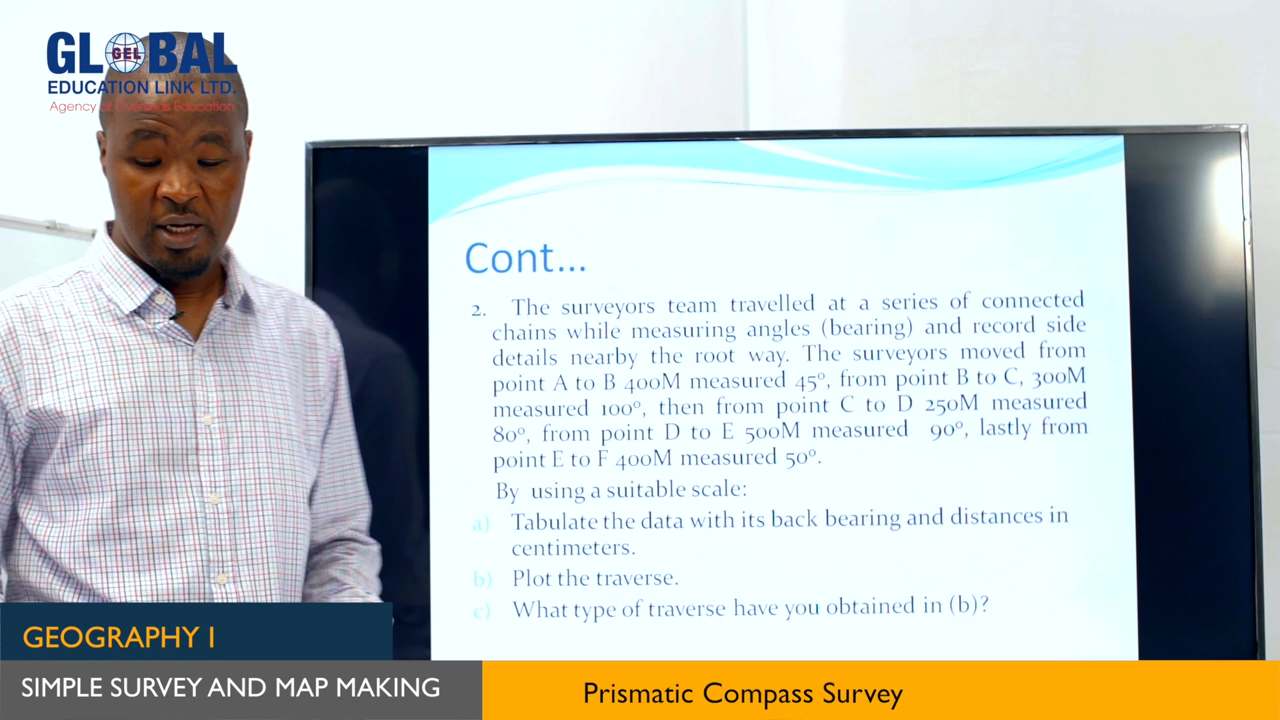 GLOBAL
GEL
EDUCATION LINK LTD.
Agency of Overseas Education
Cont...
2. The surveyors team travelled at a series of connected
chains while measuring angles (bearing) and record side
details nearby the root way. The surveyors moved from
point A to B 400M measured 45°, from point B to C, 300M
measured 100°, then from point C to D 250M measured
80°, from point D to E 500M measured 90°, lastly from
point E to F 400M measured 50°.
By using a suitable scale:
a) Tabulate the data with its back bearing and distances in
centimeters.
b) Plot the traverse.
c) What type of traverse have you obtained in (b)?
GEOGRAPHY I
SIMPLE SURVEY AND MAP MAKING
Prismatic Compass Survey